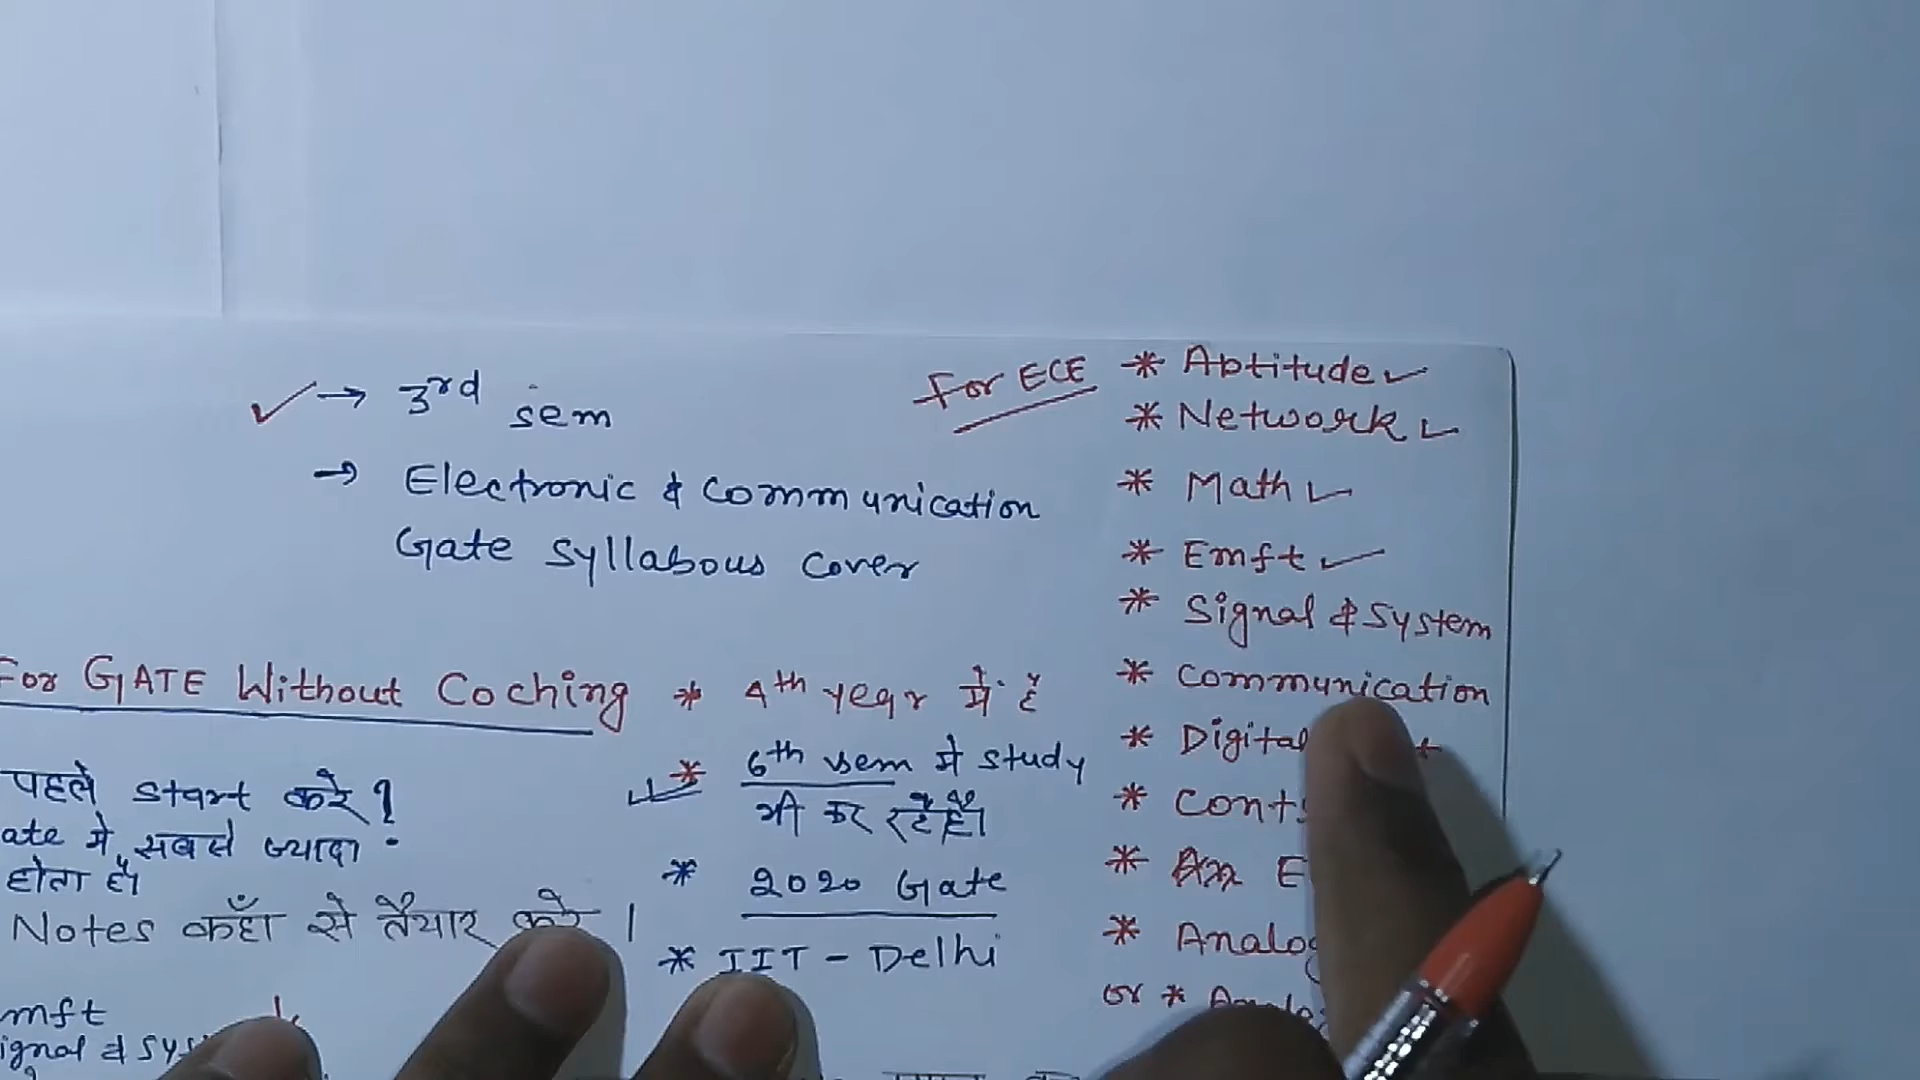 → 3rd sem
→ Electronic & Communication
Gate Syllabous Cover
For GATE Without Coching
पहले start करे ?
ate मे सबसे ज्यादा
होता है।
Notes कहाँ से तैयार करे ।
mft
ignal & Sys
* 4th year में है
* 6th sem मे study
भी कर रहे है।
* 2020 Gate
* IIT - Delhi
For ECE
* Aptitude
* Network
* Math
* Emft
* Signal & System
* Communication
* Digital
* Cont
* E
* Analog
or * Analo